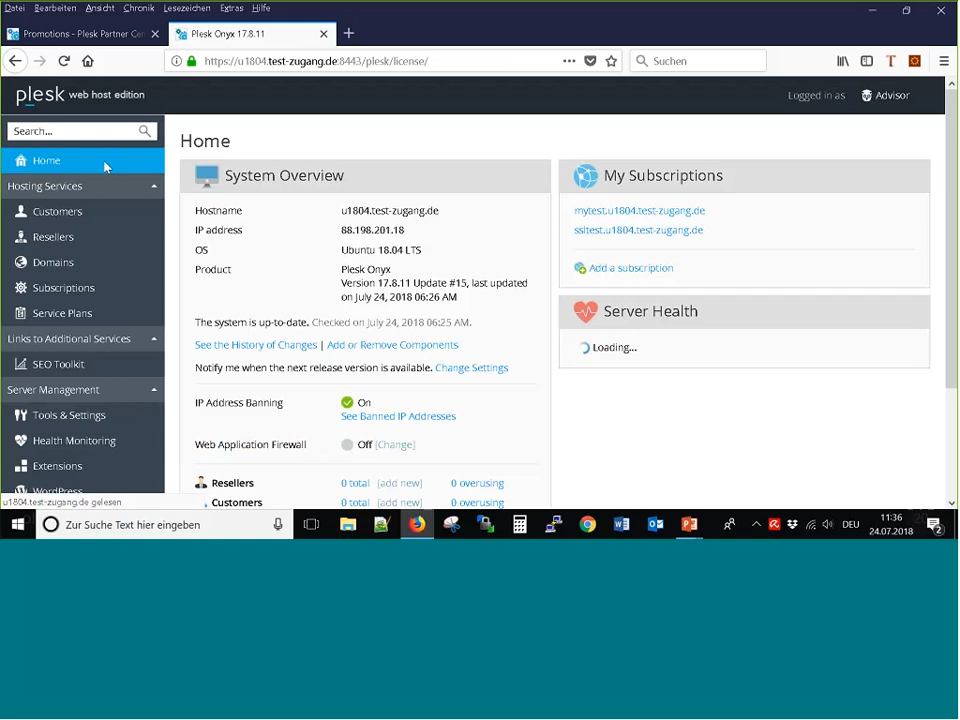 Datei Bearbeiten Ansicht Chronik Lesezeichen Extras Hilfe
Promotions - Plesk Partner Cen
Plesk Onyx 17.8.11
https://u1804.test-zugang.de:8443/plesk/license/
Suchen
plesk web host edition
Logged in as Advisor
Search...
Home
Hosting Services
Customers
Resellers
Domains
Subscriptions
Service Plans
Links to Additional Services
SEO Toolkit
Server Management
Tools & Settings
Health Monitoring
Extensions
WordPress
u1804.test-zugang.de gelesen
Home
System Overview
Hostname u1804.test-zugang.de
IP address 88.198.201.18
OS Ubuntu 18.04 LTS
Product Plesk Onyx
Version 17.8.11 Update #15, last updated
on July 24, 2018 06:26 AM
The system is up-to-date. Checked on July 24, 2018 06:25 AM.
See the History of Changes | Add or Remove Components
Notify me when the next release version is available. Change Settings
IP Address Banning On
See Banned IP Addresses
Web Application Firewall Off [Change]
Resellers 0 total [add new] 0 overusing
Customers 0 total [add new] 0 overusing
My Subscriptions
mytest.u1804.test-zugang.de
ssltest.u1804.test-zugang.de
Add a subscription
Server Health
Loading...
Zur Suche Text hier eingeben
DEU
11:36
24.07.2018
2